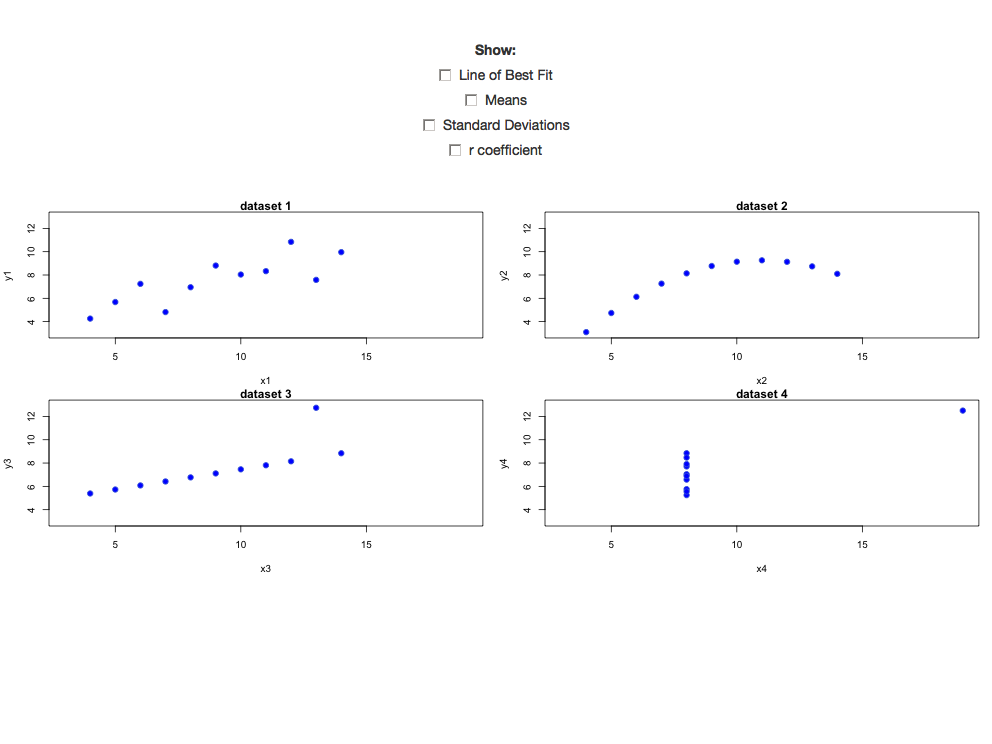 Show:
Line of Best Fit
Means
Standard Deviations
r coefficient
dataset 1
y1
12
10
8
6
4
5 10 15
x1
dataset 2
y2
12
10
8
6
4
5 10 15
x2
dataset 3
y3
12
10
8
6
4
5 10 15
x3
dataset 4
y4
12
10
8
6
4
5 10 15
x4